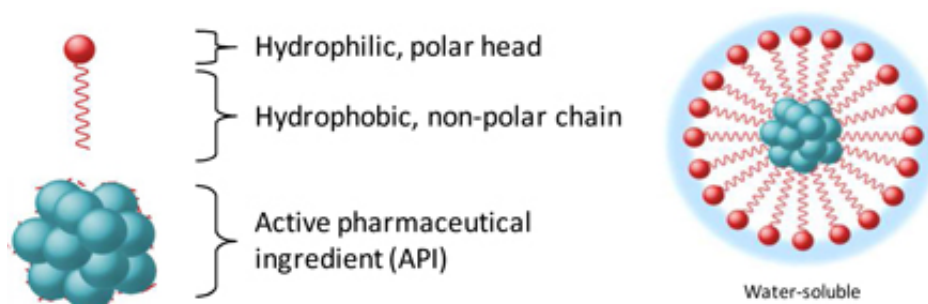 Hydrophilic, polar head
Hydrophobic, non-polar chain
Active pharmaceutical
ingredient (API)
Water-soluble